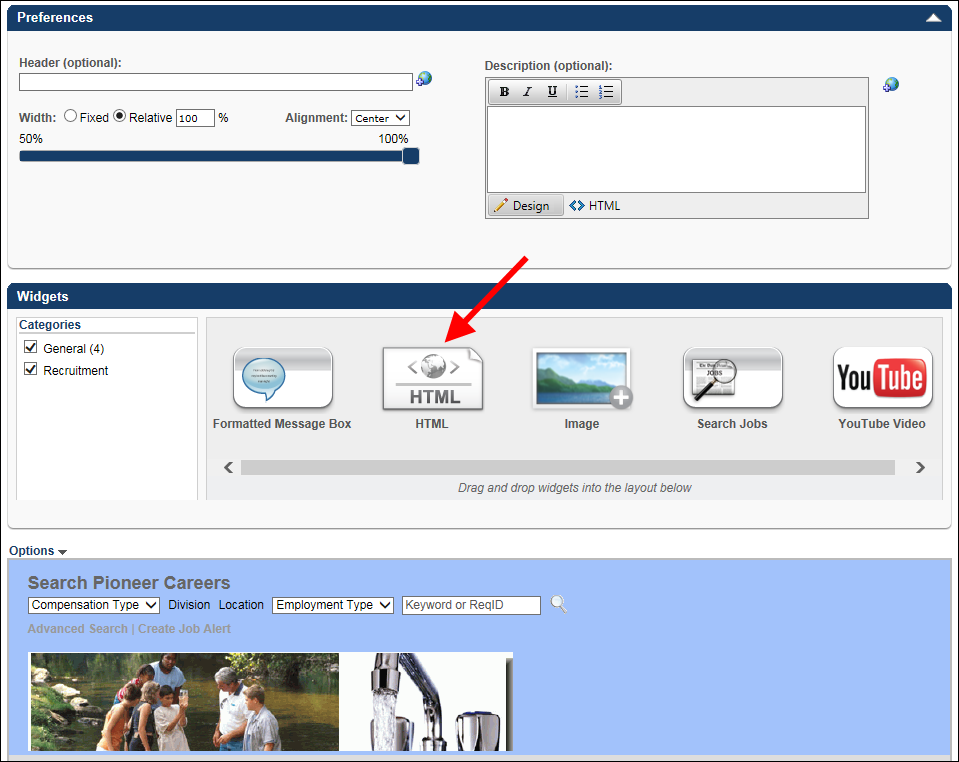 Preferences
Header (optional):
Description (optional):
B I U
Width: Fixed Relative 100 % Alignment: Center
50% 100%
Design HTML
Widgets
Categories
General (4)
Recruitment
HTML
JOBS
YouTube
Formatted Message Box HTML Image Search Jobs YouTube Video
Drag and drop widgets into the layout below
Options
Search Pioneer Careers
Compensation Type Division Location Employment Type Keyword or ReqID
Advanced Search | Create Job Alert